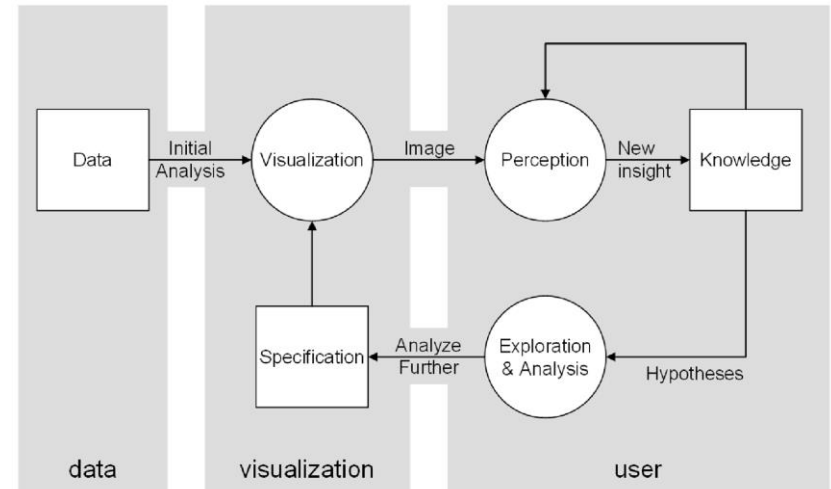 Data
Initial
Analysis
Visualization
Image
Perception
New
insight
Knowledge
Specification
Analyze
Further
Exploration
& Analysis
Hypotheses
data
visualization
user